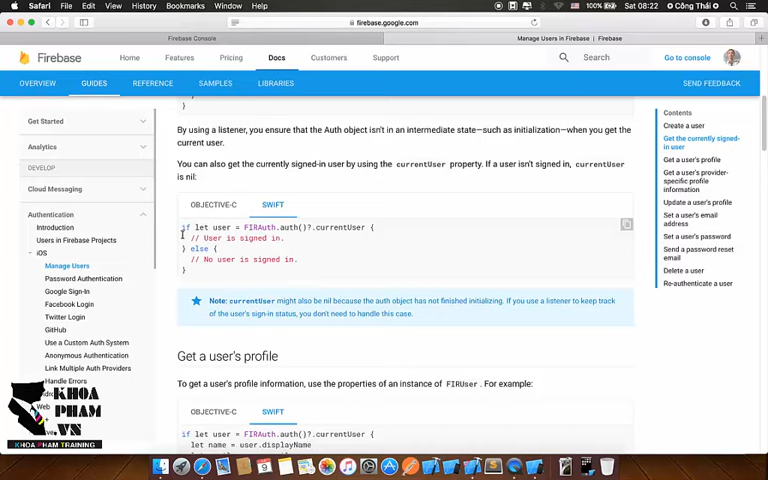 Safari File Edit View History Bookmarks Window Help
100% Sat 08:22 Công Thái
firebase.google.com
Firebase Console
Manage Users in Firebase | Firebase
Firebase Home Features Pricing Docs Customers Support Search Go to console
OVERVIEW GUIDES REFERENCE SAMPLES LIBRARIES SEND FEEDBACK
Get Started
Analytics
DEVELOP
Cloud Messaging
Authentication
Introduction
Users in Firebase Projects
iOS
Manage Users
Password Authentication
Google Sign-In
Facebook Login
Twitter Login
GitHub
Use a Custom Auth System
Anonymous Authentication
Link Multiple Auth Providers
Handle Errors
Web
KHOA
PHAM
.VN
KHOA PHAM TRAINING
}
By using a listener, you ensure that the Auth object isn't in an intermediate state—such as initialization—when you get the
current user.
You can also get the currently signed-in user by using the currentUser property. If a user isn't signed in, currentUser
is nil:
OBJECTIVE-C SWIFT
if let user = FIRAuth.auth()?.currentUser {
// User is signed in.
} else {
// No user is signed in.
}
Note: currentUser might also be nil because the auth object has not finished initializing. If you use a listener to keep track
of the user's sign-in status, you don't need to handle this case.
Get a user's profile
To get a user's profile information, use the properties of an instance of FIRUser. For example:
OBJECTIVE-C SWIFT
if let user = FIRAuth.auth()?.currentUser {
let name = user.displayName
Contents
Create a user
Get the currently signed-
in user
Get a user's profile
Get a user's provider-
specific profile
information
Update a user's profile
Set a user's email
address
Set a user's password
Send a password reset
email
Delete a user
Re-authenticate a user